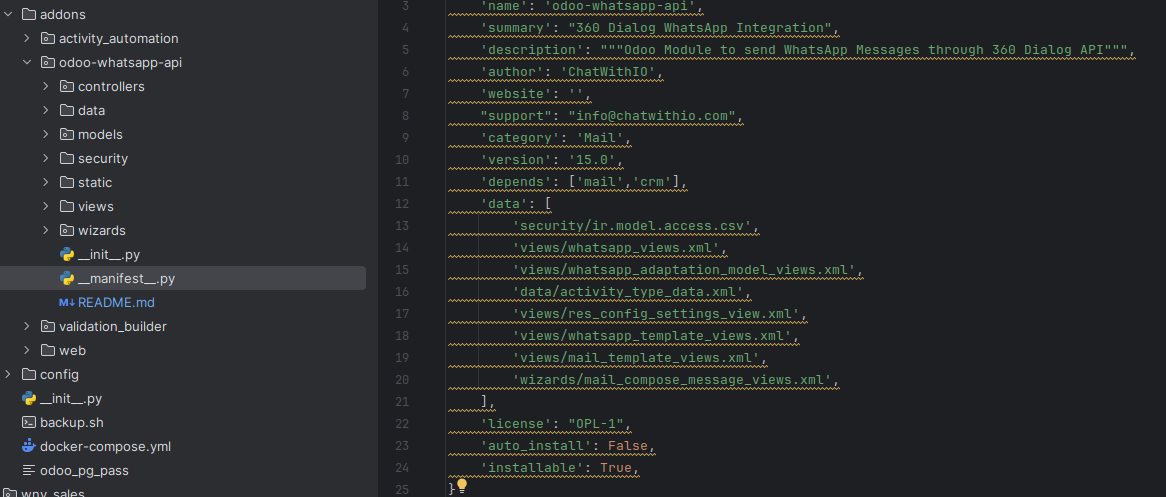 addons
activity_automation
odoo-whatsapp-api
controllers
data
models
security
static
views
wizards
__init__.py
__manifest__.py
README.md
validation_builder
web
config
__init__.py
backup.sh
docker-compose.yml
odoo_pg_pass
wnv_sales
3 'name': 'odoo-whatsapp-api',
4 'summary': "360 Dialog WhatsApp Integration",
5 'description': """Odoo Module to send WhatsApp Messages through 360 Dialog API""",
6 'author': 'ChatWithIO',
7 'website': '',
8 "support": "info@chatwithio.com",
9 'category': 'Mail',
10 'version': '15.0',
11 'depends': ['mail','crm'],
12 'data': [
13 'security/ir.model.access.csv',
14 'views/whatsapp_views.xml',
15 'views/whatsapp_adaptation_model_views.xml',
16 'data/activity_type_data.xml',
17 'views/res_config_settings_view.xml',
18 'views/whatsapp_template_views.xml',
19 'views/mail_template_views.xml',
20 'wizards/mail_compose_message_views.xml',
21 ],
22 'license': "OPL-1",
23 'auto_install': False,
24 'installable': True,
25 }